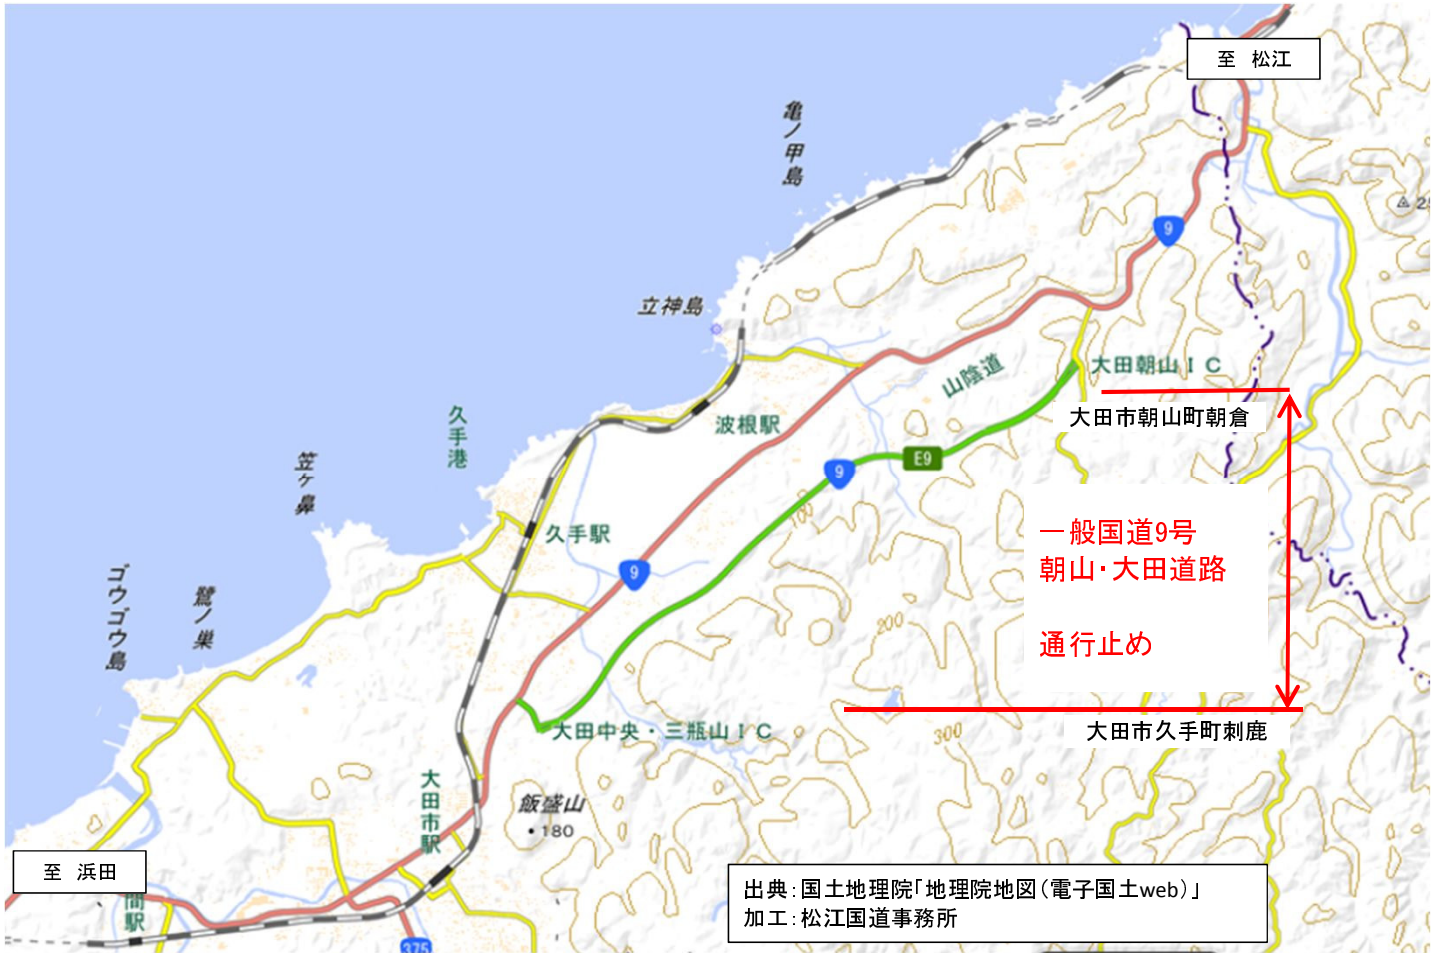 至 松江
亀ノ甲島
9
立神島
大田朝山ＩＣ
山陰道
大田市朝山町朝倉
波根駅
久手港
E9
9
笠ヶ鼻
100
一般国道9号
朝山・大田道路
通行止め
久手駅
9
ゴウゴウ島
鷺ノ巣
200
大田中央・三瓶山ＩＣ
300
大田市久手町刺鹿
大田市駅
飯盛山
・180
至 浜田
間駅
375
出典：国土地理院「地理院地図（電子国土web）」
加工：松江国道事務所